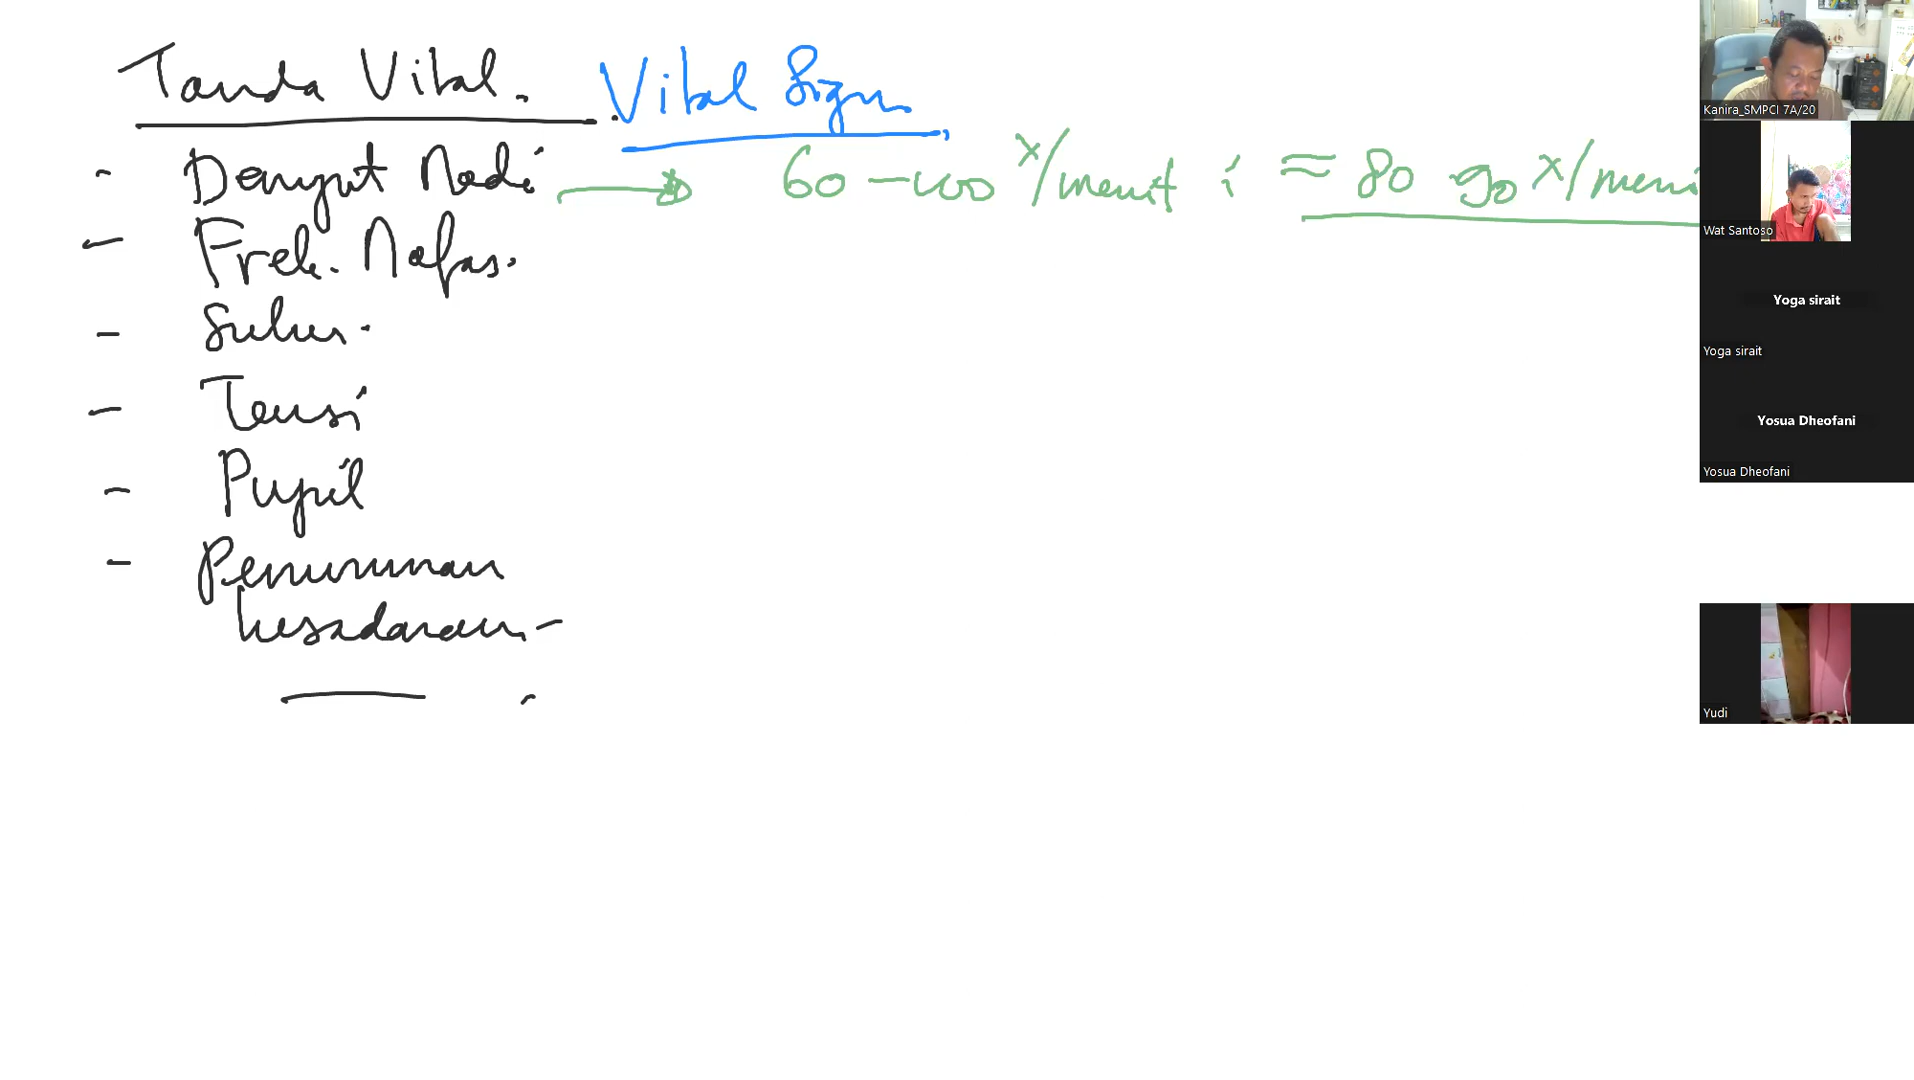 Tanda Vital. Vital Sign
- Denyut Nadi → 60 - 100 x/menit ; ≈ 80 90 x/meni
- Frek. Nafas.
- Suhu.
- Tensi
- Pupil
- Penurunan
kesadaran -
Kanira_SMPCI 7A/20
Wat Santoso
Yoga sirait
Yoga sirait
Yosua Dheofani
Yosua Dheofani
Yudi